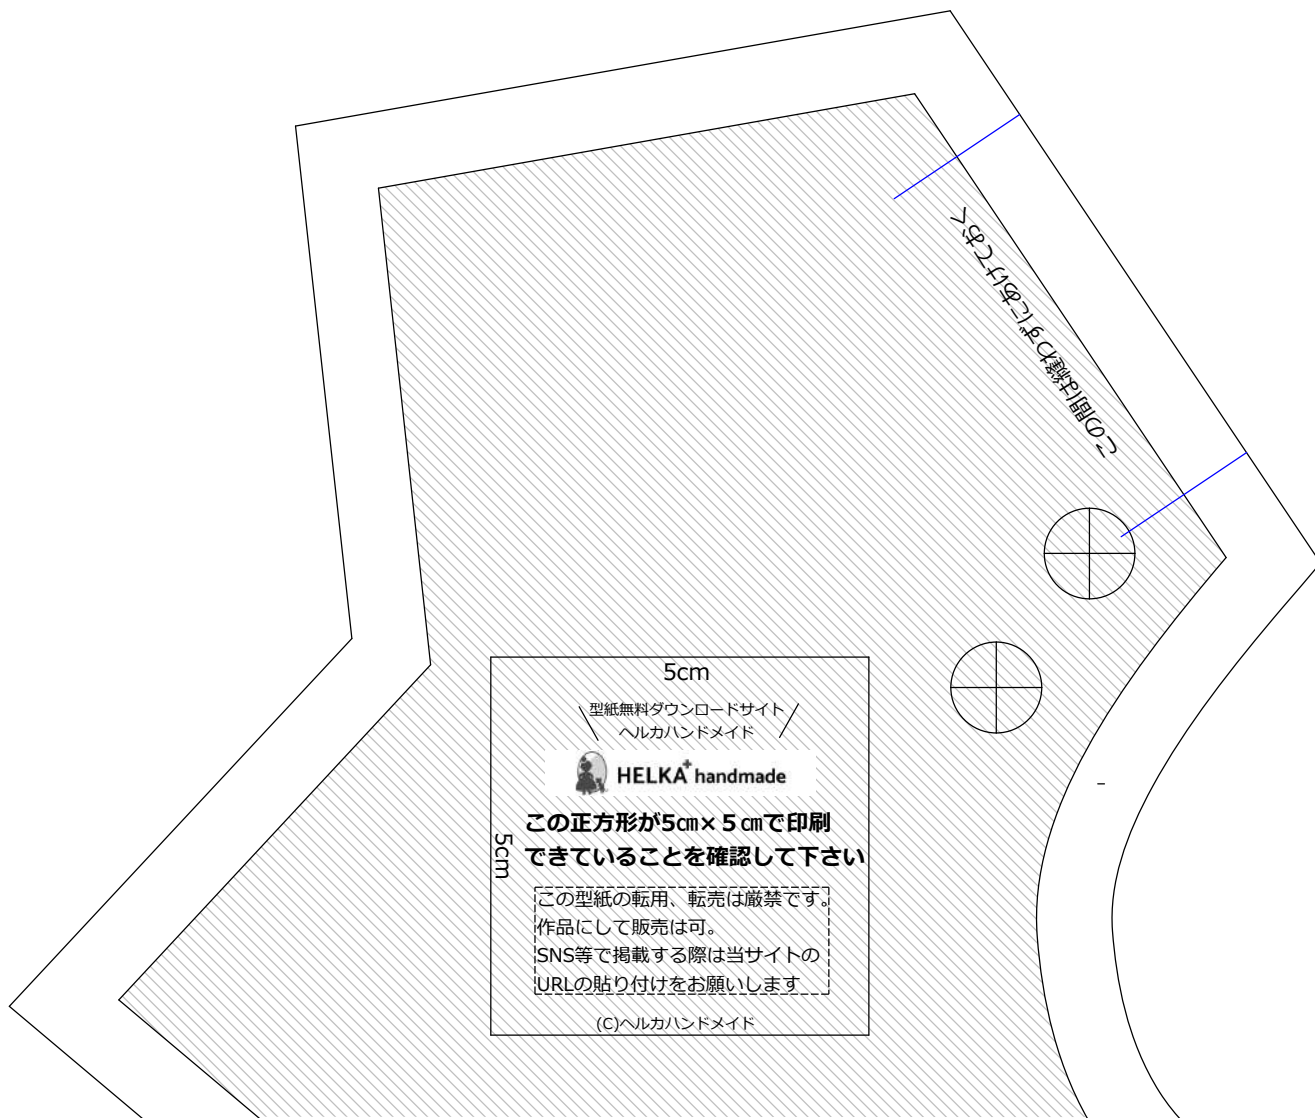 この間は縫わずにあけておく
5cm
型紙無料ダウンロードサイト
ヘルカハンドメイド
HELKA+ handmade
5cm
この正方形が5㎝×５㎝で印刷
できていることを確認して下さい
この型紙の転用、転売は厳禁です。
作品にして販売は可。
SNS等で掲載する際は当サイトの
URLの貼り付けをお願いします
(C)ヘルカハンドメイド